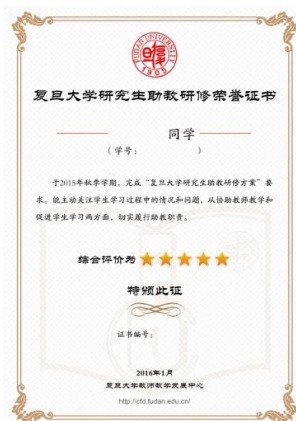 FUDAN UNIVERSITY
1905
复旦大学研究生助教研修荣誉证书
同学
（学号：　　　）
于2015年秋季学期，完成“复旦大学研究生助教研修方案”要
求。能主动关注学生学习过程中的情况和问题，从协助教师教学和
促进学生学习两方面，切实履行助教职责。
综合评价为
特颁此证
证书编号：
2016年1月
复旦大学教师教学发展中心
http://cfd.fudan.edu.cn/